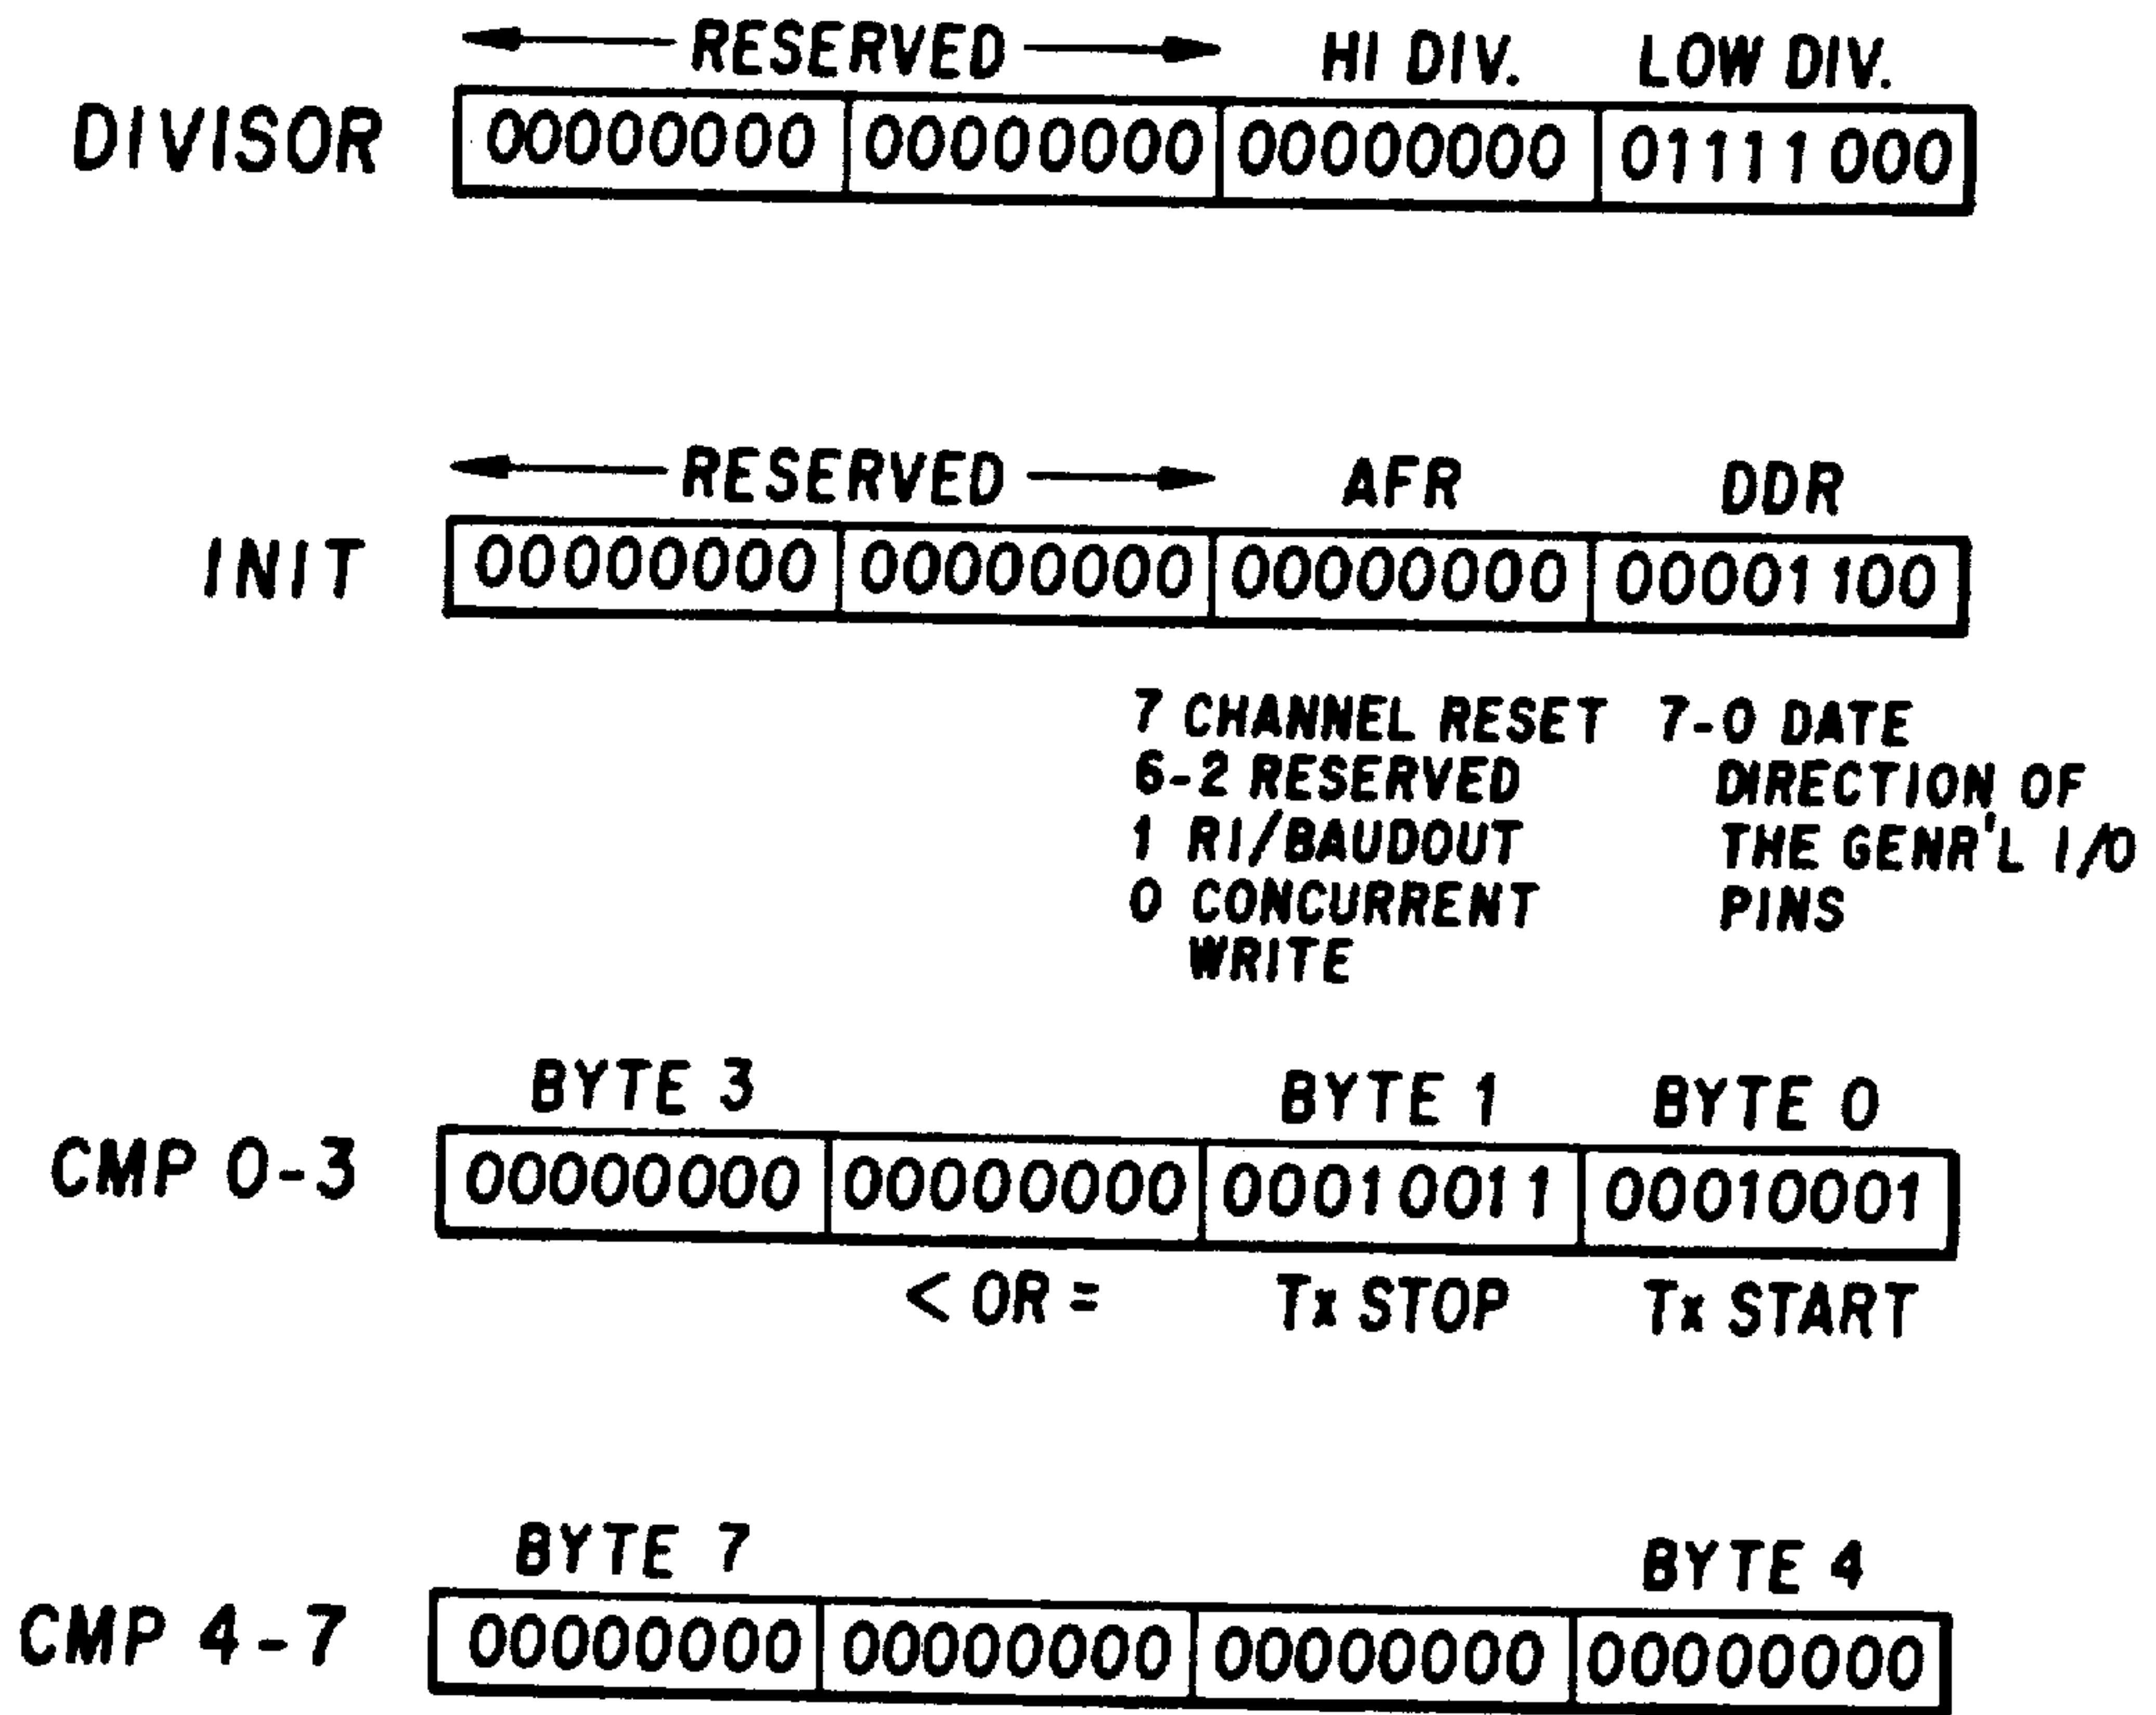 RESERVED HI DIV. LOW DIV.
DIVISOR 00000000 00000000 00000000 01111000
RESERVED AFR DDR
INIT 00000000 00000000 00000000 00001100
7 CHANNEL RESET 7-0 DATE
6-2 RESERVED DIRECTION OF
1 RI/BAUDOUT THE GENR'L I/O
0 CONCURRENT PINS
WRITE
BYTE 3 BYTE 1 BYTE 0
CMP 0-3 00000000 00000000 00010011 00010001
< OR = Tx STOP Tx START
BYTE 7 BYTE 4
CMP 4-7 00000000 00000000 00000000 00000000